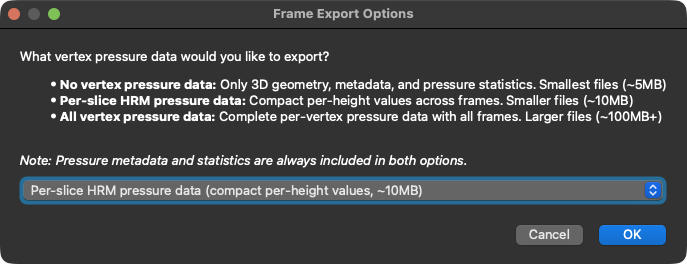 Frame Export Options
What vertex pressure data would you like to export?
• No vertex pressure data: Only 3D geometry, metadata, and pressure statistics. Smallest files (~5MB)
• Per-slice HRM pressure data: Compact per-height values across frames. Smaller files (~10MB)
• All vertex pressure data: Complete per-vertex pressure data with all frames. Larger files (~100MB+)
Note: Pressure metadata and statistics are always included in both options.
Per-slice HRM pressure data (compact per-height values, ~10MB)
Cancel OK